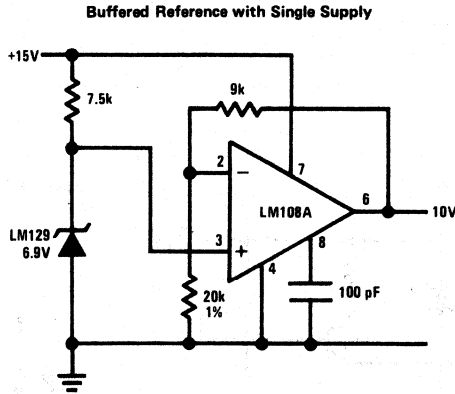 Buffered Reference with Single Supply
+15V
7.5k
9k
2
7
−
LM108A
6
10V
LM129
6.9V
3
+
8
4
20k
1%
100 pF